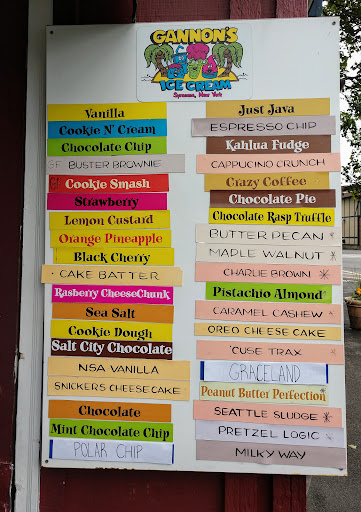 GANNON'S
ICE CREAM
Syracuse, New York
Vanilla
Cookie N' Cream
Chocolate Chip
GF BUSTER BROWNIE
Cookie Smash
Strawberry
Lemon Custard
Orange Pineapple
Black Cherry
CAKE BATTER
Rasberry CheeseChunk
Sea Salt
Cookie Dough
Salt City Chocolate
NSA VANILLA
SNICKERS CHEESECAKE
Chocolate
Mint Chocolate Chip
POLAR CHIP
Just Java
ESPRESSO CHIP
Kahlua Fudge
CAPPUCINO CRUNCH
Crazy Coffee
Chocolate Pie
Chocolate Rasp Truffle
BUTTER PECAN *
MAPLE WALNUT *
CHARLIE BROWN *
Pistachio Almond *
CARAMEL CASHEW *
OREO CHEESE CAKE
'CUSE TRAX *
GRACELAND
Peanut Butter Perfection
SEATTLE SLUDGE *
PRETZEL LOGIC *
MILKY WAY